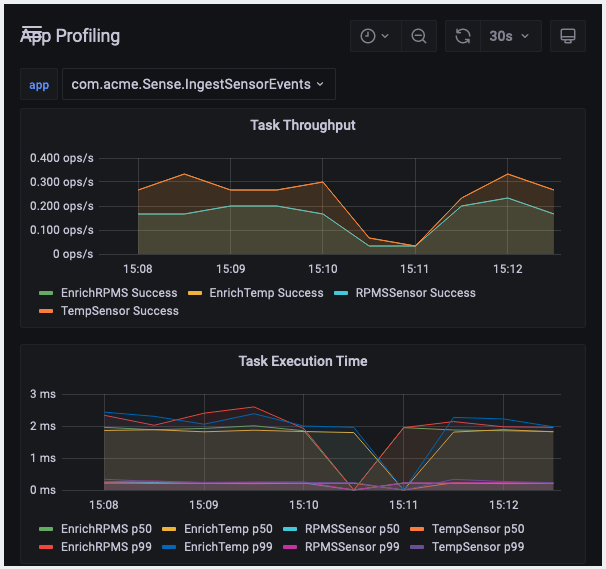 App Profiling
30s
app
com.acme.Sense.IngestSensorEvents
Task Throughput
0.400 ops/s
0.300 ops/s
0.200 ops/s
0.100 ops/s
0 ops/s
15:08 15:09 15:10 15:11 15:12
EnrichRPMS Success EnrichTemp Success RPMSSensor Success
TempSensor Success
Task Execution Time
3 ms
2 ms
1 ms
0 ms
15:08 15:09 15:10 15:11 15:12
EnrichRPMS p50 EnrichTemp p50 RPMSSensor p50 TempSensor p50
EnrichRPMS p99 EnrichTemp p99 RPMSSensor p99 TempSensor p99